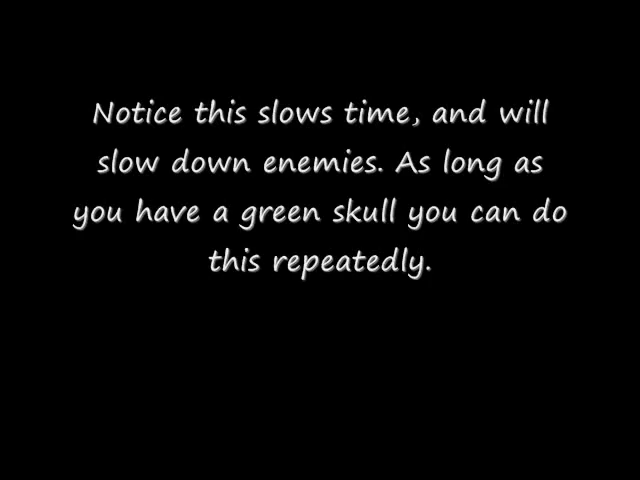 Notice this slows time, and will
slow down enemies. As long as
you have a green skull you can do
this repeatedly.